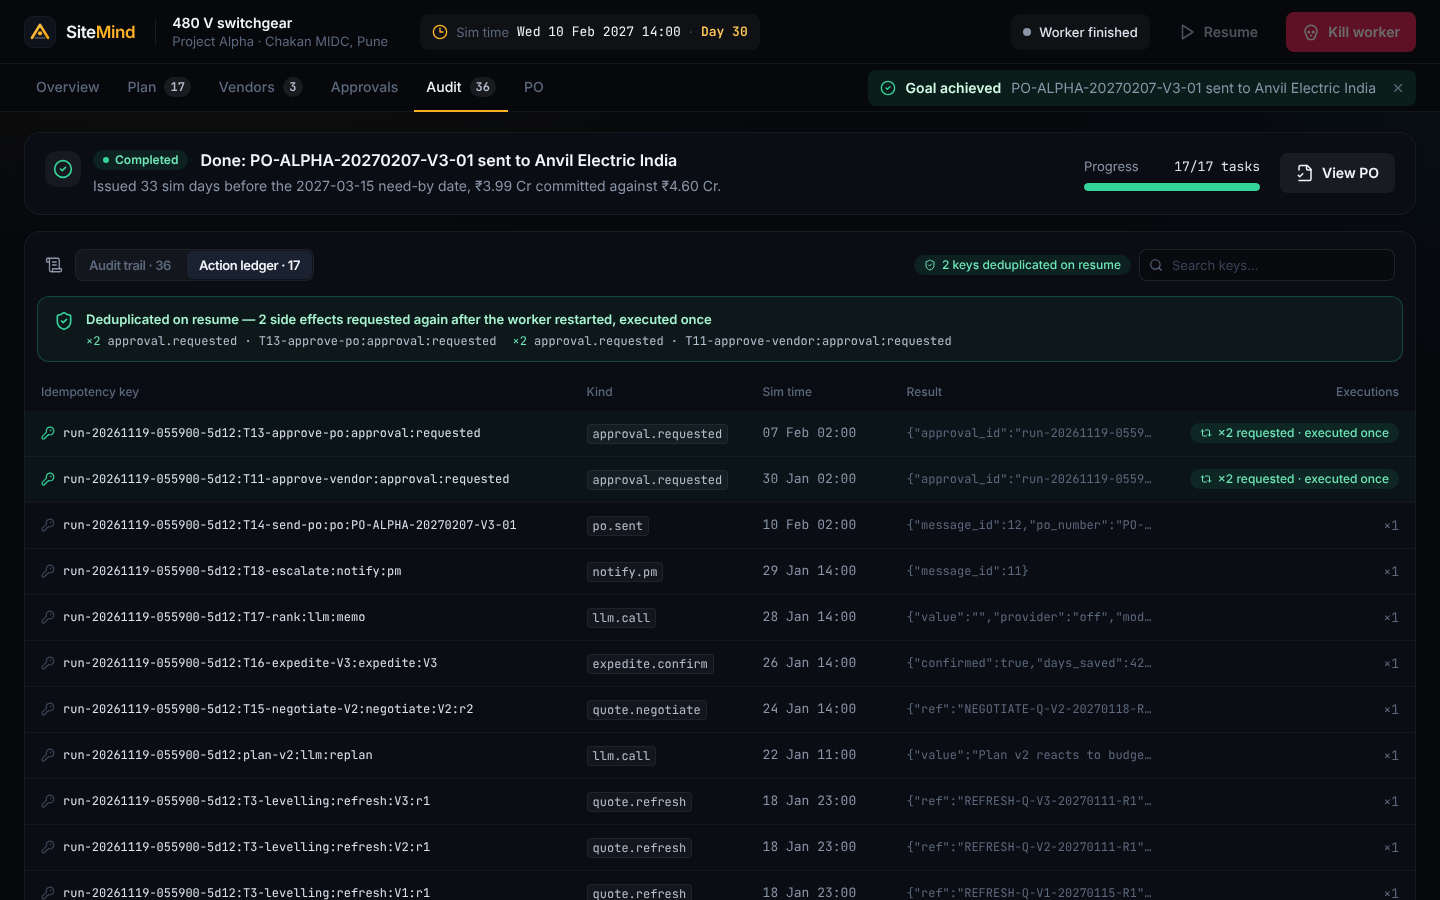 SiteMind
480 V switchgear
Project Alpha · Chakan MIDC, Pune
Sim time Wed 10 Feb 2027 14:00 · Day 30
Worker finished
Resume
Kill worker
Overview
Plan 17
Vendors 3
Approvals
Audit 36
PO
Goal achieved PO-ALPHA-20270207-V3-01 sent to Anvil Electric India
Completed
Done: PO-ALPHA-20270207-V3-01 sent to Anvil Electric India
Issued 33 sim days before the 2027-03-15 need-by date, ₹3.99 Cr committed against ₹4.60 Cr.
Progress 17/17 tasks
View PO
Audit trail · 36
Action ledger · 17
2 keys deduplicated on resume
Search keys…
Deduplicated on resume — 2 side effects requested again after the worker restarted, executed once
×2 approval.requested · T13-approve-po:approval:requested ×2 approval.requested · T11-approve-vendor:approval:requested
Idempotency key Kind Sim time Result Executions
run-20261119-055900-5d12:T13-approve-po:approval:requested approval.requested 07 Feb 02:00 {"approval_id":"run-20261119-0559… ×2 requested · executed once
run-20261119-055900-5d12:T11-approve-vendor:approval:requested approval.requested 30 Jan 02:00 {"approval_id":"run-20261119-0559… ×2 requested · executed once
run-20261119-055900-5d12:T14-send-po:po:PO-ALPHA-20270207-V3-01 po.sent 10 Feb 02:00 {"message_id":12,"po_number":"PO-… ×1
run-20261119-055900-5d12:T18-escalate:notify:pm notify.pm 29 Jan 14:00 {"message_id":11} ×1
run-20261119-055900-5d12:T17-rank:llm:memo llm.call 28 Jan 14:00 {"value":"","provider":"off","mod… ×1
run-20261119-055900-5d12:T16-expedite-V3:expedite:V3 expedite.confirm 26 Jan 14:00 {"confirmed":true,"days_saved":42… ×1
run-20261119-055900-5d12:T15-negotiate-V2:negotiate:V2:r2 quote.negotiate 24 Jan 14:00 {"ref":"NEGOTIATE-Q-V2-20270118-R… ×1
run-20261119-055900-5d12:plan-v2:llm:replan llm.call 22 Jan 11:00 {"value":"Plan v2 reacts to budge… ×1
run-20261119-055900-5d12:T3-levelling:refresh:V3:r1 quote.refresh 18 Jan 23:00 {"ref":"REFRESH-Q-V3-20270111-R1"… ×1
run-20261119-055900-5d12:T3-levelling:refresh:V2:r1 quote.refresh 18 Jan 23:00 {"ref":"REFRESH-Q-V2-20270111-R1"… ×1
run-20261119-055900-5d12:T3-levelling:refresh:V1:r1 quote.refresh 18 Jan 23:00 {"ref":"REFRESH-Q-V1-20270115-R1"… ×1